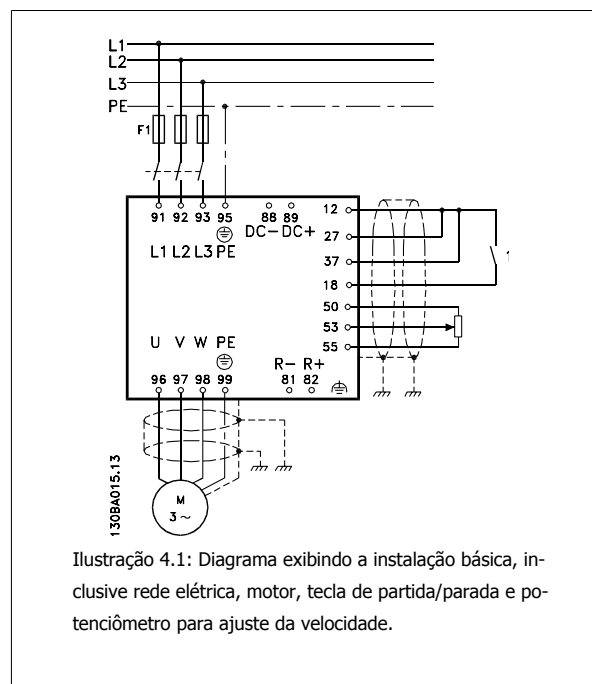 L1
L2
L3
PE
F1
91 92 93 95 88 89 12
DC- DC+
27
L1 L2 L3 PE
37
18
50
53
U V W PE
55
R- R+
96 97 98 99 81 82
M
3 ~
130BA015.13
Ilustração 4.1: Diagrama exibindo a instalação básica, in-
clusive rede elétrica, motor, tecla de partida/parada e po-
tenciômetro para ajuste da velocidade.